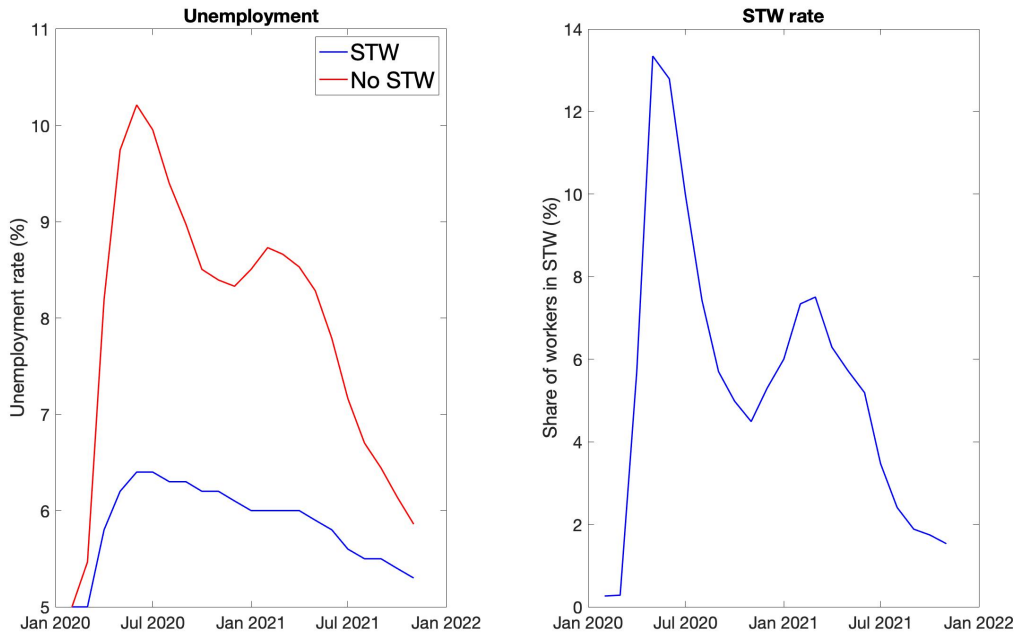 Unemployment
11
10
9
8
7
6
5
Unemployment rate (%)
STW
No STW
Jan 2020 Jul 2020 Jan 2021 Jul 2021 Jan 2022
STW rate
14
12
10
8
6
4
2
0
Share of workers in STW (%)
Jan 2020 Jul 2020 Jan 2021 Jul 2021 Jan 2022